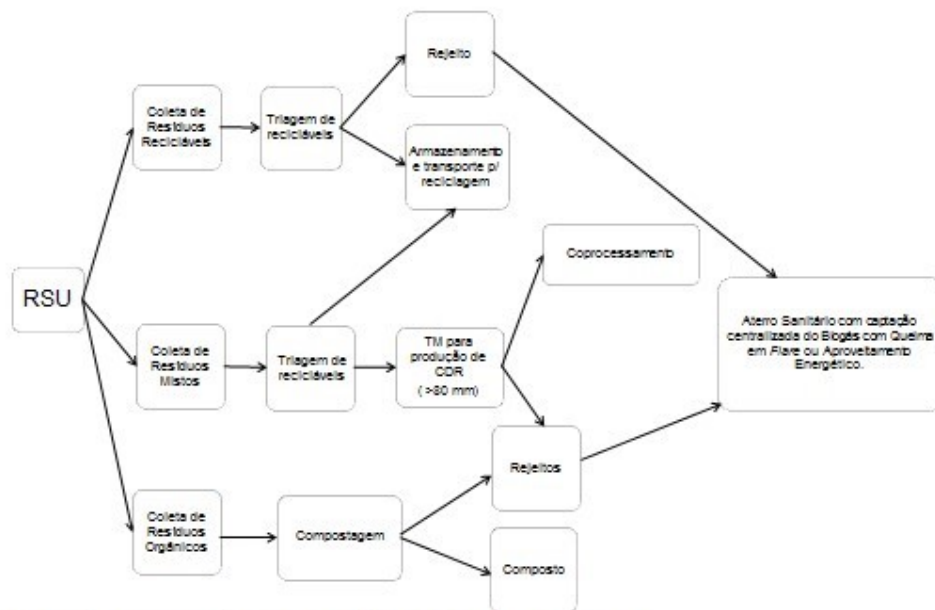 Rejeito
Coleta de
Resíduos
Recicláveis
Triagem de
recicláveis
Armazenamento
e transporte p/
reciclagem
Coprocessamento
RSU
Aterro Sanitário com captação
centralizada do Biogás com Queima
em Flare ou Aproveitamento
Energético.
Coleta de
Resíduos
Mistos
Triagem de
recicláveis
TM para
produção de
CDR
( >80 mm)
Rejeitos
Coleta de
Resíduos
Orgânicos
Compostagem
Composto